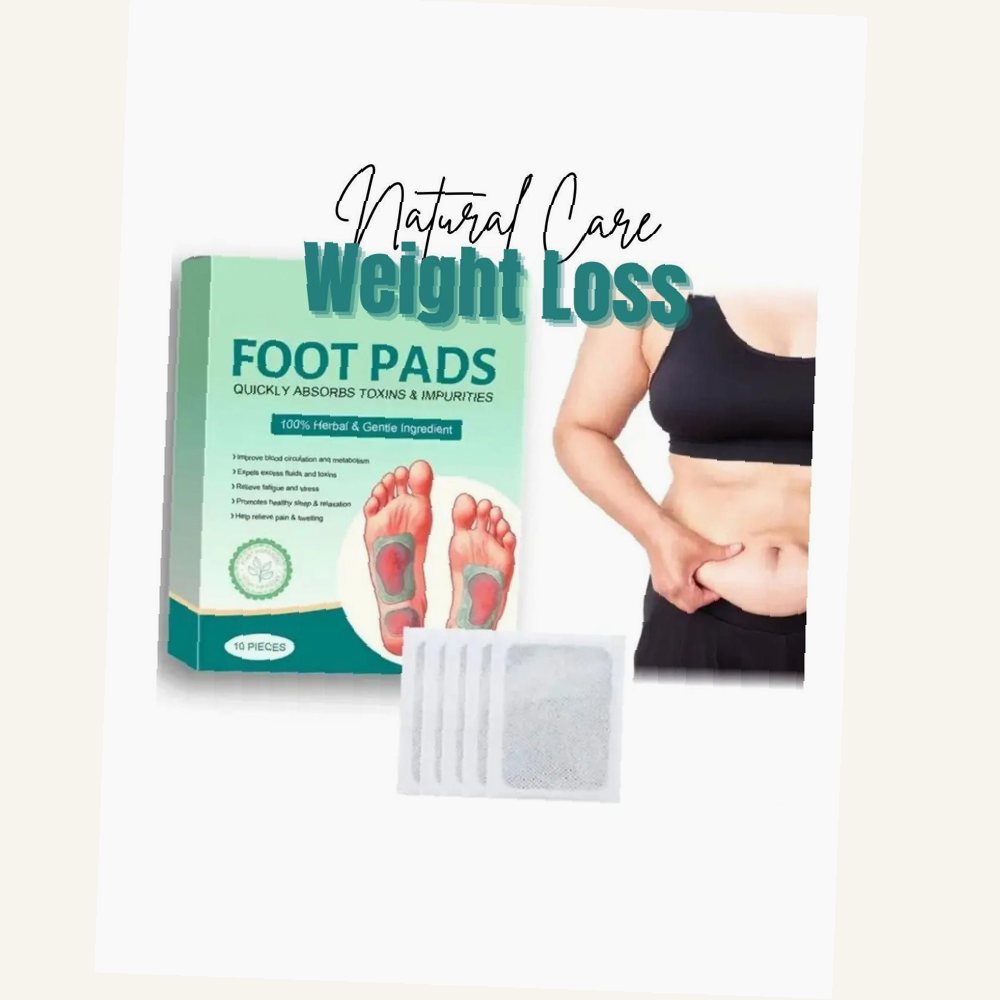 Natural Care
Weight Loss
FOOT PADS
QUICKLY ABSORBS TOXINS & IMPURITIES
100% Herbal & Gentle Ingredient
› Improve blood circulation and metabolism
› Expels excess fluids and toxins
› Relieve fatigue and stress
› Promotes healthy sleep & relaxation
› Help relieve pain & swelling
10 PIECES